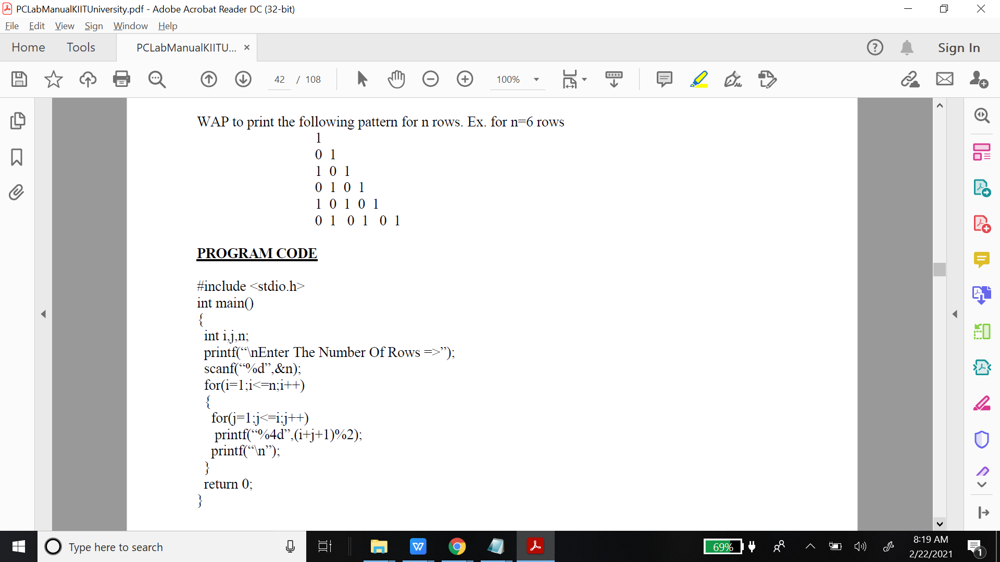 PCLabManualKIITUniversity.pdf - Adobe Acrobat Reader DC (32-bit)
File Edit View Sign Window Help
Home Tools PCLabManualKIITU... × Sign In
42 / 108 100%
WAP to print the following pattern for n rows. Ex. for n=6 rows
1
0 1
1 0 1
0 1 0 1
1 0 1 0 1
0 1 0 1 0 1
PROGRAM CODE
#include <stdio.h>
int main()
{
int i,j,n;
printf(“\nEnter The Number Of Rows =>”);
scanf(“%d”,&n);
for(i=1;i<=n;i++)
{
for(j=1;j<=i;j++)
printf(“%4d”,(i+j+1)%2);
printf(“\n”);
}
return 0;
}
Type here to search
69%
8:19 AM
2/22/2021
1